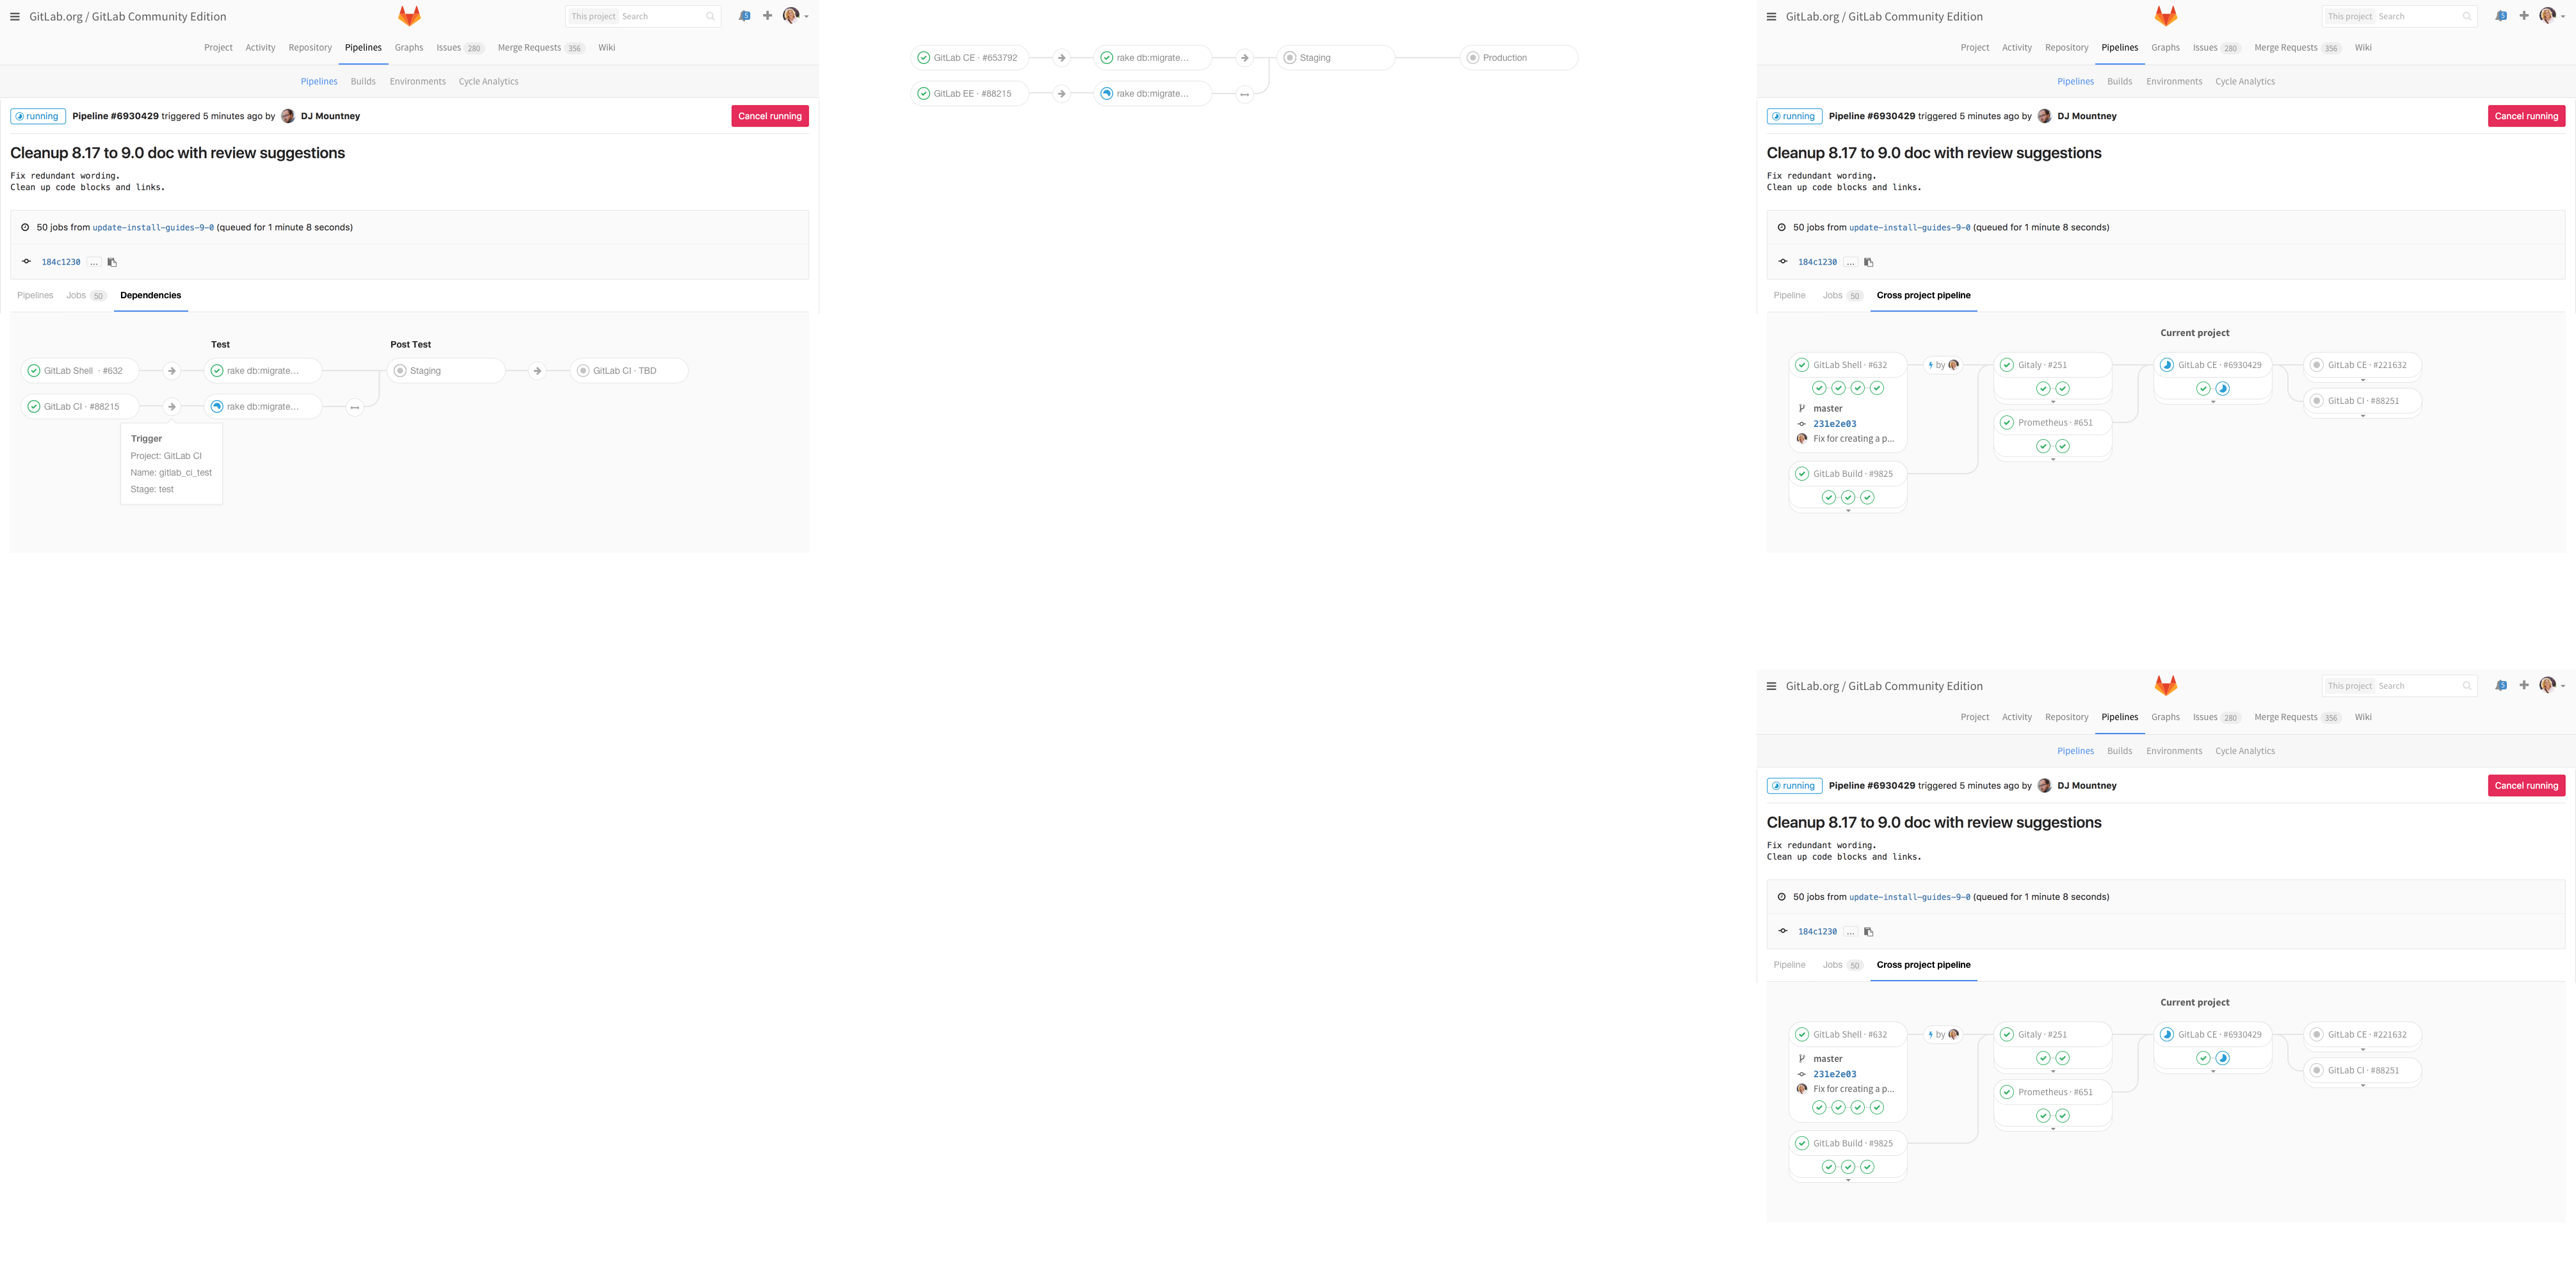 GitLab.org / GitLab Community Edition
This project Search
5
Project Activity Repository Pipelines Graphs Issues 280 Merge Requests 356 Wiki
Pipelines Builds Environments Cycle Analytics
running Pipeline #6930429 triggered 5 minutes ago by DJ Mountney Cancel running
Cleanup 8.17 to 9.0 doc with review suggestions
Fix redundant wording.
Clean up code blocks and links.
50 jobs from update-install-guides-9-0 (queued for 1 minute 8 seconds)
184c1230 ...
Pipelines Jobs 50 Dependencies
Test Post Test
GitLab Shell · #632 rake db:migrate... Staging GitLab CI · TBD
GitLab CI · #88215 rake db:migrate...
Trigger
Project: GitLab CI
Name: gitlab_ci_test
Stage: test
GitLab CE · #653792 rake db:migrate... Staging Production
GitLab EE · #88215 rake db:migrate...
GitLab.org / GitLab Community Edition
This project Search
5
Project Activity Repository Pipelines Graphs Issues 280 Merge Requests 356 Wiki
Pipelines Builds Environments Cycle Analytics
running Pipeline #6930429 triggered 5 minutes ago by DJ Mountney Cancel running
Cleanup 8.17 to 9.0 doc with review suggestions
Fix redundant wording.
Clean up code blocks and links.
50 jobs from update-install-guides-9-0 (queued for 1 minute 8 seconds)
184c1230 ...
Pipeline Jobs 50 Cross project pipeline
Current project
GitLab Shell · #632 by Gitaly · #251 GitLab CE · #6930429 GitLab CE · #221632
GitLab CI · #88251
master
231e2e03 Prometheus · #651
Fix for creating a p...
GitLab Build · #9825
GitLab.org / GitLab Community Edition
This project Search
5
Project Activity Repository Pipelines Graphs Issues 280 Merge Requests 356 Wiki
Pipelines Builds Environments Cycle Analytics
running Pipeline #6930429 triggered 5 minutes ago by DJ Mountney Cancel running
Cleanup 8.17 to 9.0 doc with review suggestions
Fix redundant wording.
Clean up code blocks and links.
50 jobs from update-install-guides-9-0 (queued for 1 minute 8 seconds)
184c1230 ...
Pipeline Jobs 50 Cross project pipeline
Current project
GitLab Shell · #632 by Gitaly · #251 GitLab CE · #6930429 GitLab CE · #221632
master
231e2e03 GitLab CI · #88251
Fix for creating a p... Prometheus · #651
GitLab Build · #9825